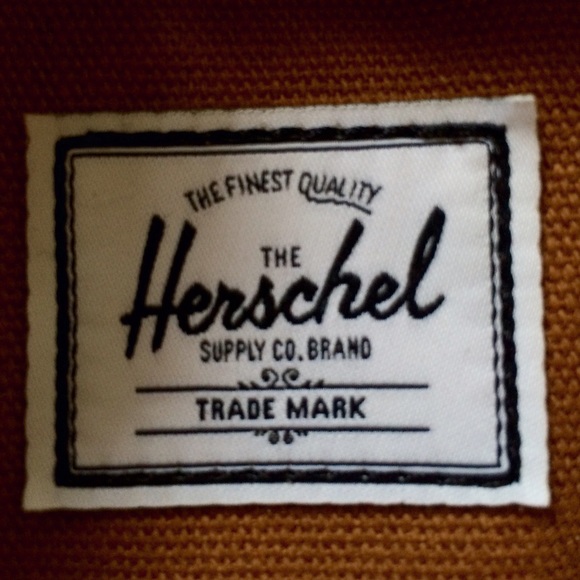 THE FINEST QUALITY
THE
Herschel
SUPPLY CO. BRAND
TRADE MARK